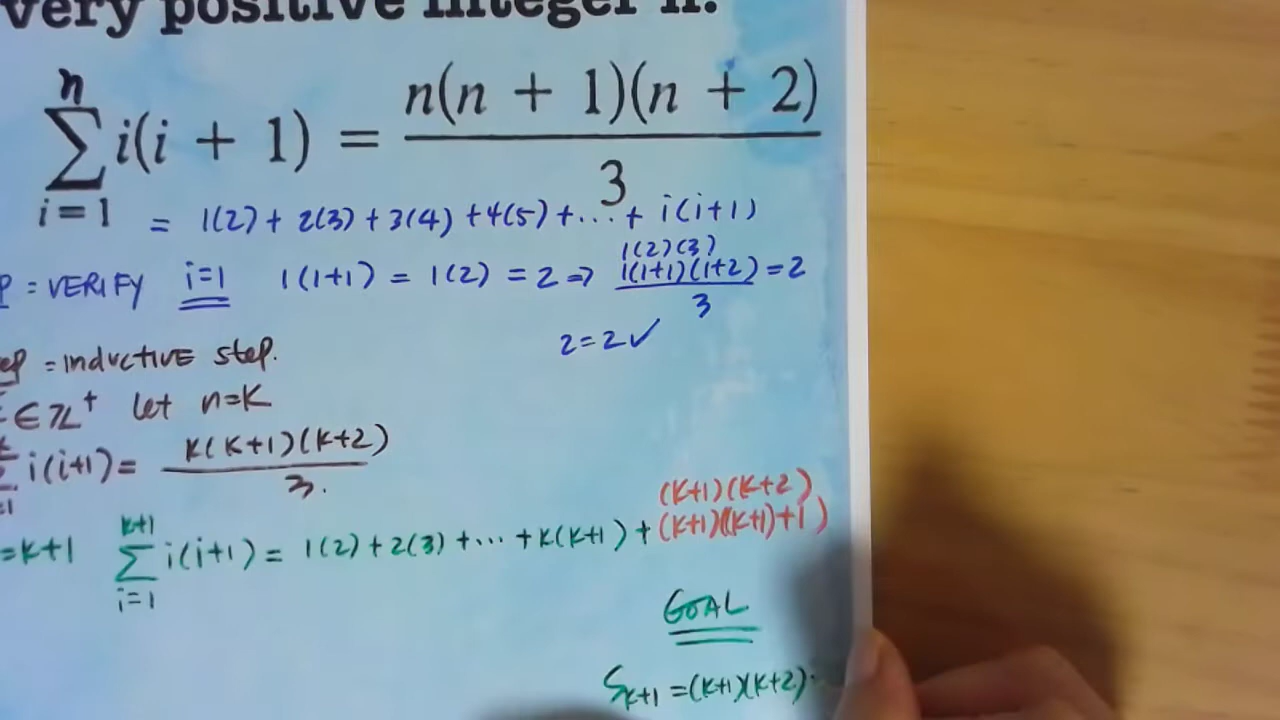 very positive integer n.
n
∑ i(i + 1) = n(n + 1)(n + 2) / 3
i = 1
= 1(2) + 2(3) + 3(4) + 4(5) + ... + i(i+1)
1(2)(3)
P = VERIFY i=1 1(1+1) = 1(2) = 2 ⇒ 1(1+1)(1+2) / 3 = 2
2 = 2 ✓
ep = inductive step.
∈ ℤ⁺ let n=K
i(i+1) = K(K+1)(K+2) / 3.
(K+1)(K+2)
=K+1 ∑_{i=1}^{K+1} i(i+1) = 1(2) + 2(3) + ... + K(K+1) + (K+1)((K+1)+1)
GOAL
S_{K+1} = (K+1)(K+2)